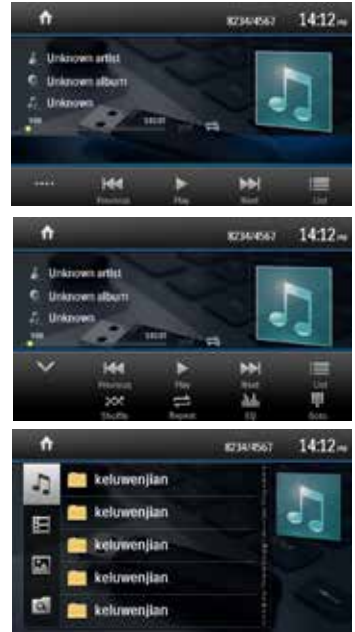 8234/4567 14:12
Unknown artist
Unknown album
Unknown
Previous Play Next List
8234/4567 14:12
Unknown artist
Unknown album
Unknown
Previous Play Next List
Shuffle Repeat EQ Goto
8234/4567 14:12
keluwenjian
keluwenjian
keluwenjian
keluwenjian
keluwenjian